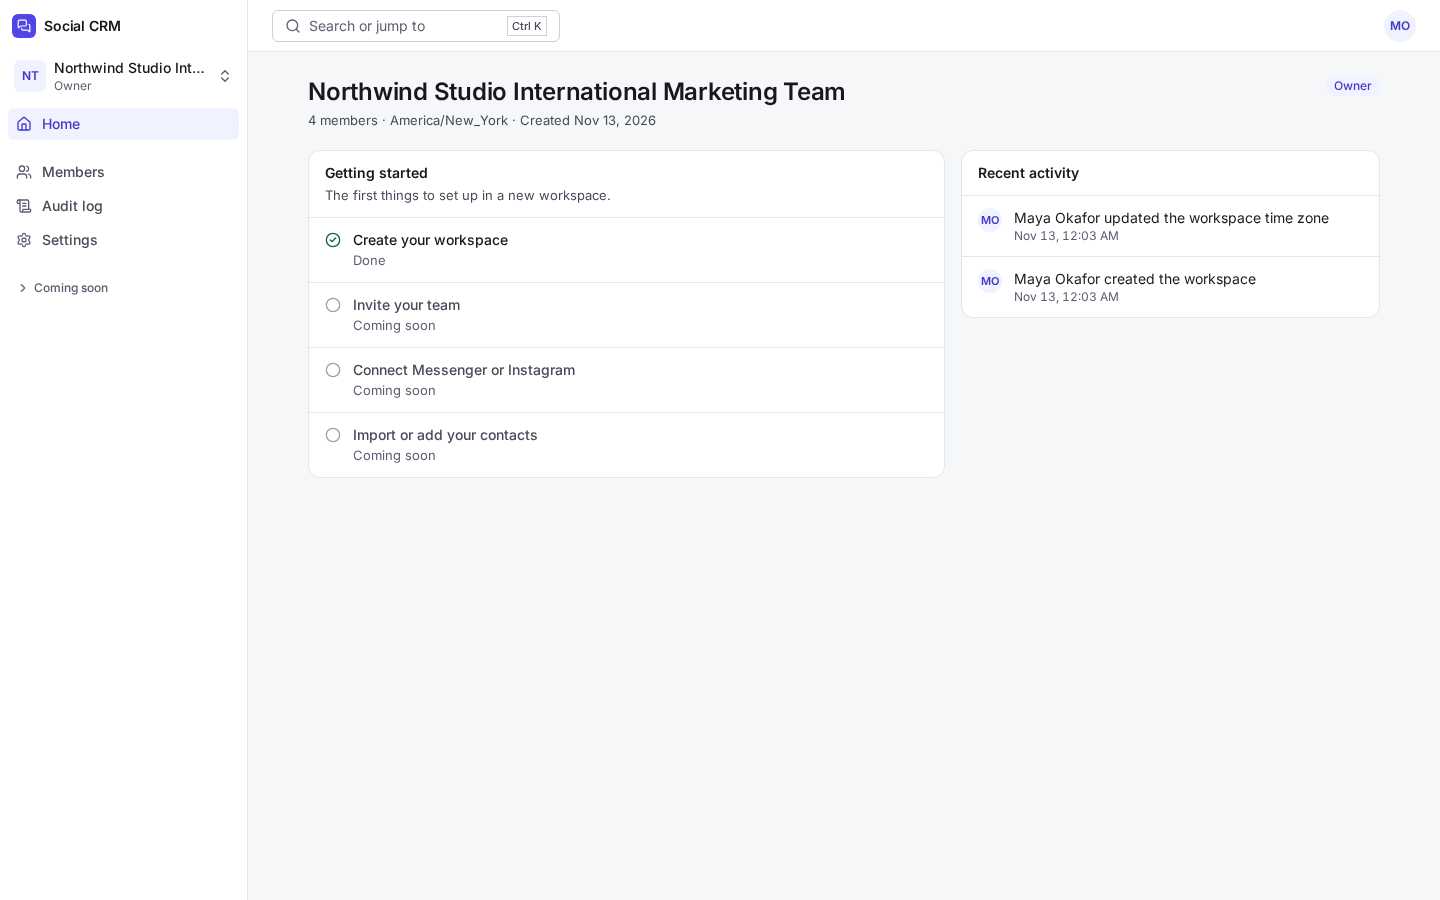 Social CRM
Search or jump to
Ctrl K
MO
NT
Northwind Studio Int...
Owner
Home
Members
Audit log
Settings
Coming soon
Northwind Studio International Marketing Team
Owner
4 members · America/New_York · Created Nov 13, 2026
Getting started
The first things to set up in a new workspace.
Create your workspace
Done
Invite your team
Coming soon
Connect Messenger or Instagram
Coming soon
Import or add your contacts
Coming soon
Recent activity
MO
Maya Okafor updated the workspace time zone
Nov 13, 12:03 AM
MO
Maya Okafor created the workspace
Nov 13, 12:03 AM